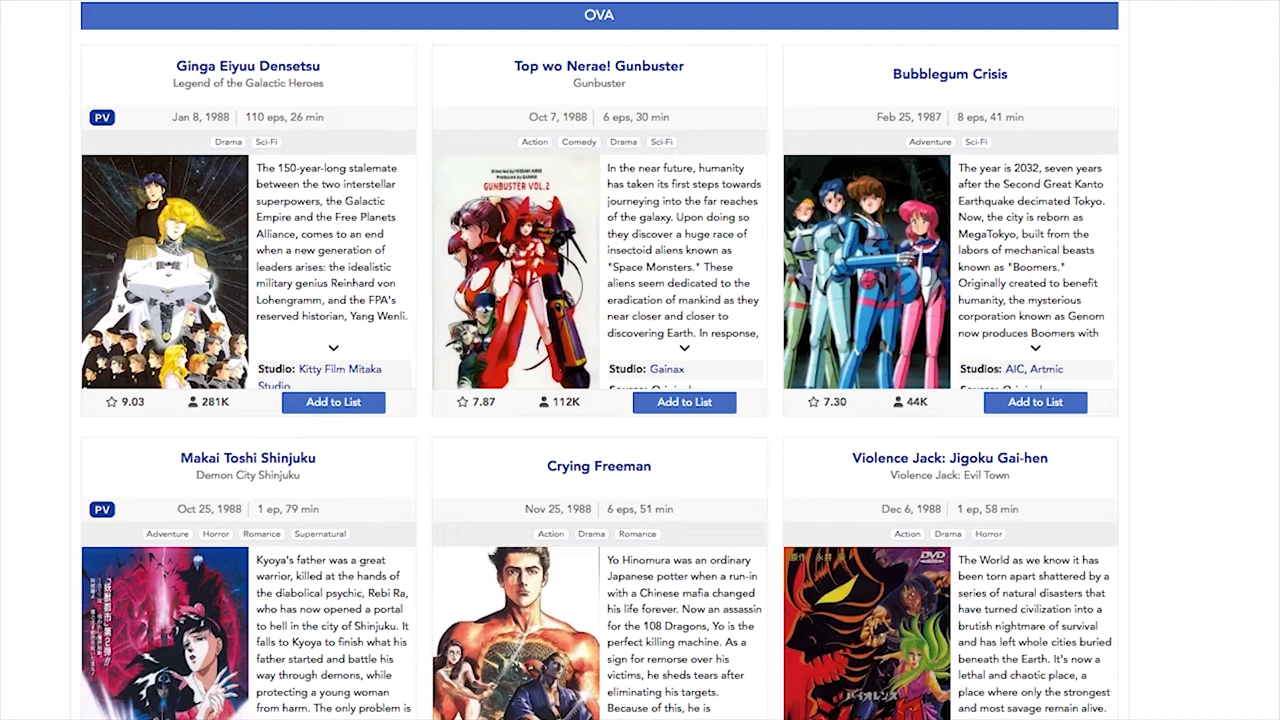 OVA
Ginga Eiyuu Densetsu
Legend of the Galactic Heroes
PV
Jan 8, 1988
110 eps, 26 min
Drama
Sci-Fi
The 150-year-long stalemate
between the two interstellar
superpowers, the Galactic
Empire and the Free Planets
Alliance, comes to an end
when a new generation of
leaders arises: the idealistic
military genius Reinhard von
Lohengramm, and the FPA's
reserved historian, Yang Wenli.
Studio: Kitty Film Mitaka
Studio
9.03
281K
Add to List
Top wo Nerae! Gunbuster
Gunbuster
Oct 7, 1988
6 eps, 30 min
Action
Comedy
Drama
Sci-Fi
GUNBUSTER VOL.2
In the near future, humanity
has taken its first steps towards
journeying into the far reaches
of the galaxy. Upon doing so
they discover a huge race of
insectoid aliens known as
"Space Monsters." These
aliens seem dedicated to the
eradication of mankind as they
near closer and closer to
discovering Earth. In response,
Studio: Gainax
7.87
112K
Add to List
Bubblegum Crisis
Feb 25, 1987
8 eps, 41 min
Adventure
Sci-Fi
The year is 2032, seven years
after the Second Great Kanto
Earthquake decimated Tokyo.
Now, the city is reborn as
MegaTokyo, built from the
labors of mechanical beasts
known as "Boomers."
Originally created to benefit
humanity, the mysterious
corporation known as Genom
now produces Boomers with
Studios: AIC, Artmic
7.30
44K
Add to List
Makai Toshi Shinjuku
Demon City Shinjuku
PV
Oct 25, 1988
1 ep, 79 min
Adventure
Horror
Romance
Supernatural
Kyoya's father was a great
warrior, killed at the hands of
the diabolical psychic, Rebi Ra,
who has now opened a portal
to hell in the city of Shinjuku. It
falls to Kyoya to finish what his
father started and battle his
way through demons, while
protecting a young woman
from harm. The only problem is
Crying Freeman
Nov 25, 1988
6 eps, 51 min
Action
Drama
Romance
Yo Hinomura was an ordinary
Japanese potter when a run-in
with a Chinese mafia changed
his life forever. Now an assassin
for the 108 Dragons, Yo is the
perfect killing machine. As a
sign for remorse over his
victims, he sheds tears after
eliminating his targets.
Because of this, he is
Violence Jack: Jigoku Gai-hen
Violence Jack: Evil Town
Dec 6, 1988
1 ep, 58 min
Action
Drama
Horror
DVD
バイオレンス
The World as we know it has
been torn apart shattered by a
series of natural disasters that
have turned civilization into a
brutish nightmare of survival
and has left whole cities buried
beneath the Earth. It's now a
lethal and chaotic place, a
place where only the strongest
and most savage remain alive.